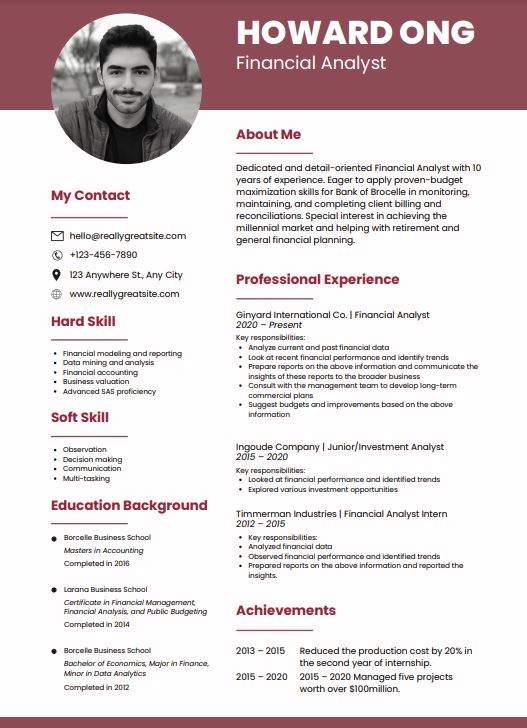 HOWARD ONG
Financial Analyst
My Contact
hello@reallygreatsite.com
+123-456-7890
123 Anywhere St, Any City
www.reallygreatsite.com
Hard Skill
• Financial modeling and reporting
• Data mining and analysis
• Financial accounting
• Business valuation
• Advanced SAS proficiency
Soft Skill
• Observation
• Decision making
• Communication
• Multi-tasking
Education Background
• Borcelle Business School
Masters in Accounting
Completed in 2016
• Larana Business School
Certificate in Financial Management,
Financial Analysis, and Public Budgeting
Completed in 2014
• Borcelle Business School
Bachelor of Economics, Major in Finance,
Minor in Data Analytics
Completed in 2012
About Me
Dedicated and detail-oriented Financial Analyst with 10
years of experience. Eager to apply proven-budget
maximization skills for Bank of Brocelle in monitoring,
maintaining, and completing client billing and
reconciliations. Special interest in achieving the
millennial market and helping with retirement and
general financial planning.
Professional Experience
Ginyard International Co. | Financial Analyst
2020 – Present
Key responsibilities:
• Analyze current and past financial data
• Look at recent financial performance and identify trends
• Prepare reports on the above information and communicate the
insights of these reports to the broader business
• Consult with the management team to develop long-term
commercial plans
• Suggest budgets and improvements based on the above
information
Ingoude Company | Junior/Investment Analyst
2015 – 2020
Key responsibilities:
• Looked at financial performance and identified trends
• Explored various investment opportunities
Timmerman Industries | Financial Analyst Intern
2012 – 2015
• Key responsibilities:
• Analyzed financial data
• Observed financial performance and identified trends
• Prepared reports on the above information and reported the
insights.
Achievements
2013 – 2015 Reduced the production cost by 20% in
the second year of internship.
2015 – 2020 2015 – 2020 Managed five projects
worth over $100million.